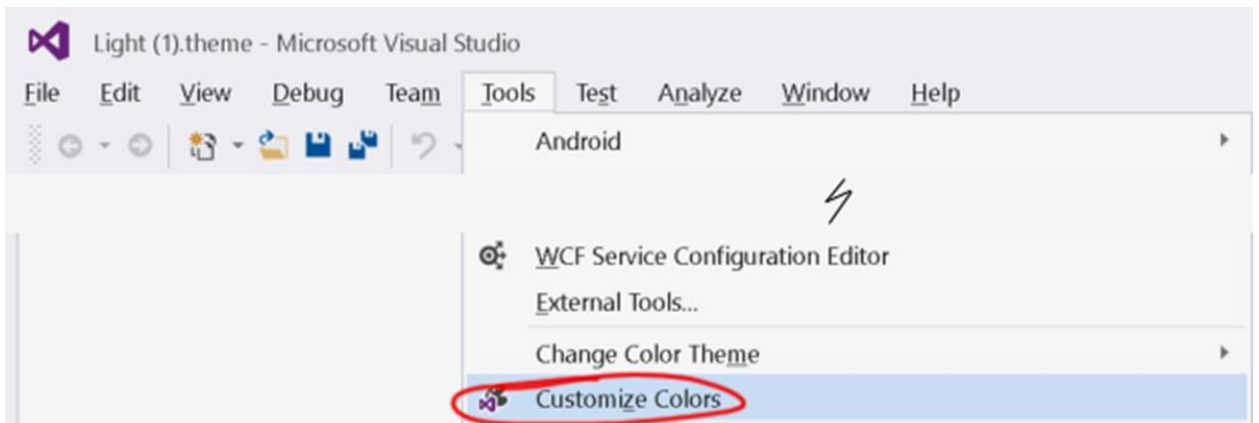 Light (1).theme - Microsoft Visual Studio
File Edit View Debug Team Tools Test Analyze Window Help
Android
WCF Service Configuration Editor
External Tools...
Change Color Theme
Customize Colors